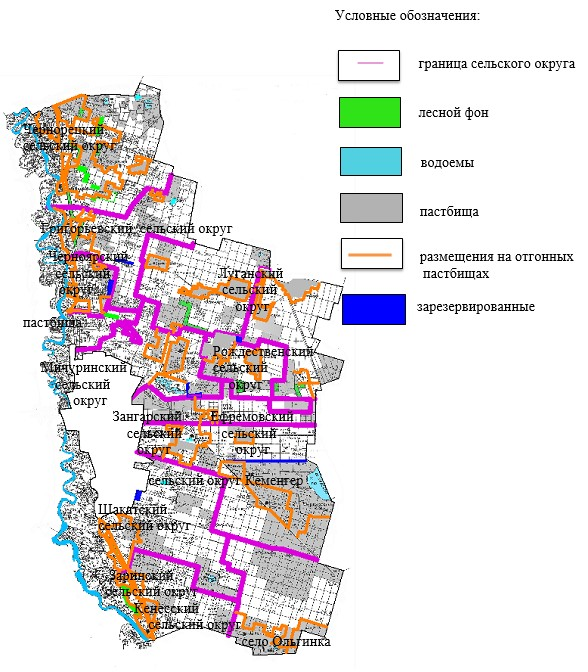 Условные обозначения:
граница сельского округа
лесной фон
водоемы
пастбища
размещения на отгонных
пастбищах
зарезервированные
Чернорецкий
сельский округ
Григорьевский сельский округ
Черноярский
сельский
округ
Луганский
сельский
округ
пастбища
Рождественский
сельский
округ
Мичуринский
сельский
округ
Зангарский
сельский
округ
Ефремовский
сельский
округ
сельский округ Кеменгер
Шакатский
сельский округ
Заринский
сельский округ
Кенесский
сельский округ
село Ольгинка